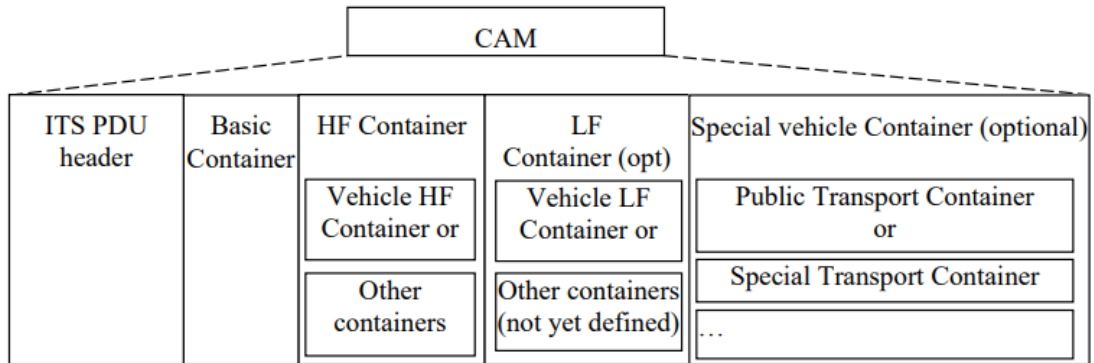 CAM
ITS PDU
header
Basic
Container
HF Container
Vehicle HF
Container or
Other
containers
LF
Container (opt)
Vehicle LF
Container or
Other containers
(not yet defined)
Special vehicle Container (optional)
Public Transport Container
or
Special Transport Container
…